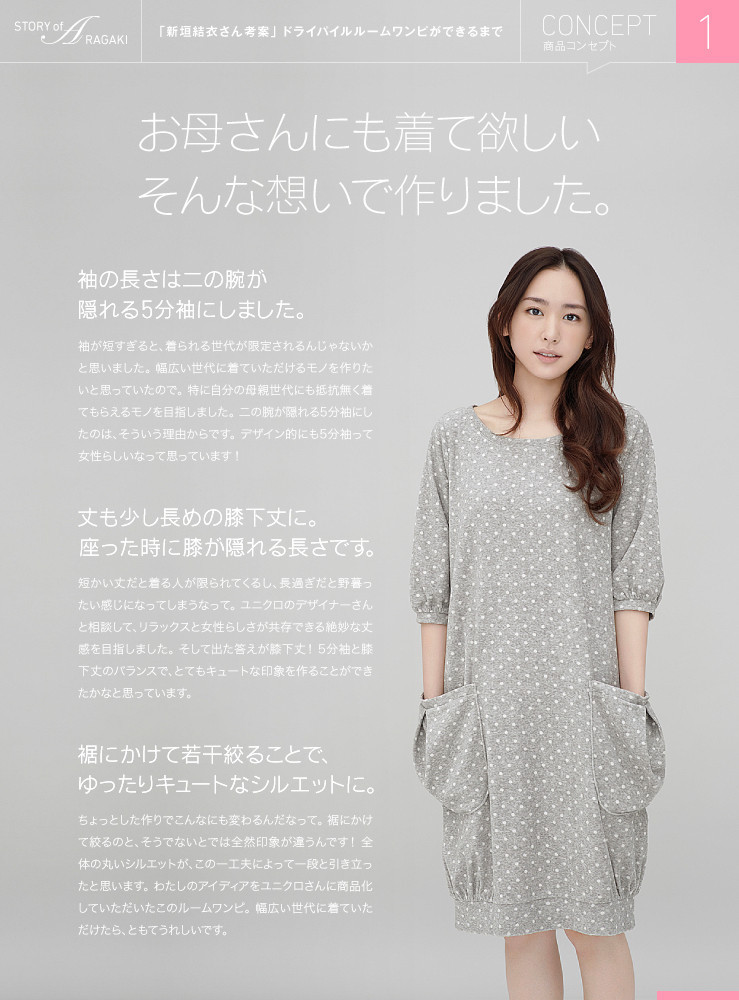 STORY of
ARAGAKI
「新垣結衣さん考案」ドライパイルルームワンピができるまで
CONCEPT
商品コンセプト
1
お母さんにも着て欲しい
そんな想いで作りました。
袖の長さは二の腕が
隠れる5分袖にしました。
袖が短すぎると、着られる世代が限定されるんじゃないか
と思いました。幅広い世代に着ていただけるモノを作りた
いと思っていたので。特に自分の母親世代にも抵抗無く着
てもらえるモノを目指しました。二の腕が隠れる5分袖にし
たのは、そういう理由からです。デザイン的にも5分袖って
女性らしいなって思っています！
丈も少し長めの膝下丈に。
座った時に膝が隠れる長さです。
短かい丈だと着る人が限られてくるし、長過ぎだと野暮っ
たい感じになってしまうなって。ユニクロのデザイナーさん
と相談して、リラックスと女性らしさが共存できる絶妙な丈
感を目指しました。そして出た答えが膝下丈！5分袖と膝
下丈のバランスで、とてもキュートな印象を作ることができ
たかなと思っています。
裾にかけて若干絞ることで、
ゆったりキュートなシルエットに。
ちょっとした作りでこんなにも変わるんだなって。裾にかけ
て絞るのと、そうでないとでは全然印象が違うんです！全
体の丸いシルエットが、この一工夫によって一段と引き立っ
たと思います。わたしのアイディアをユニクロさんに商品化
していただいたこのルームワンピ。幅広い世代に着ていた
だけたら、ともてうれしいです。